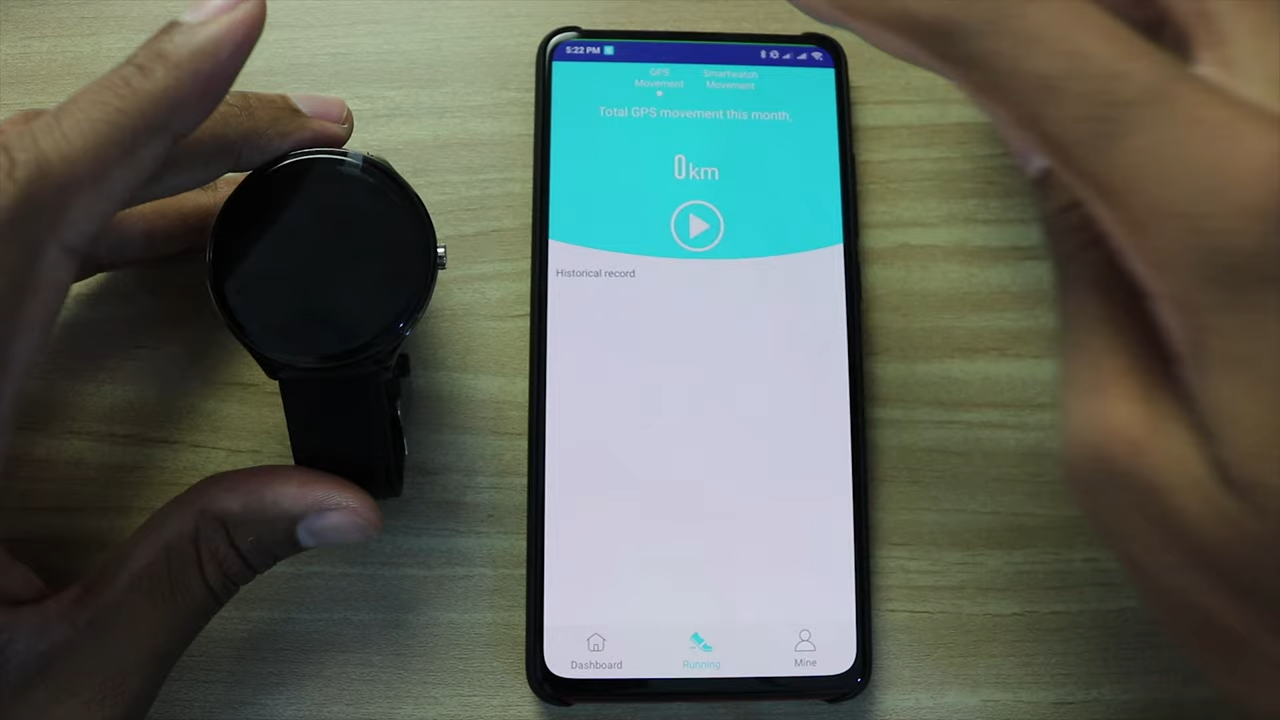 5:22 PM
GPS Movement
Smartwatch Movement
Total GPS movement this month,
0km
Historical record
Dashboard
Running
Mine